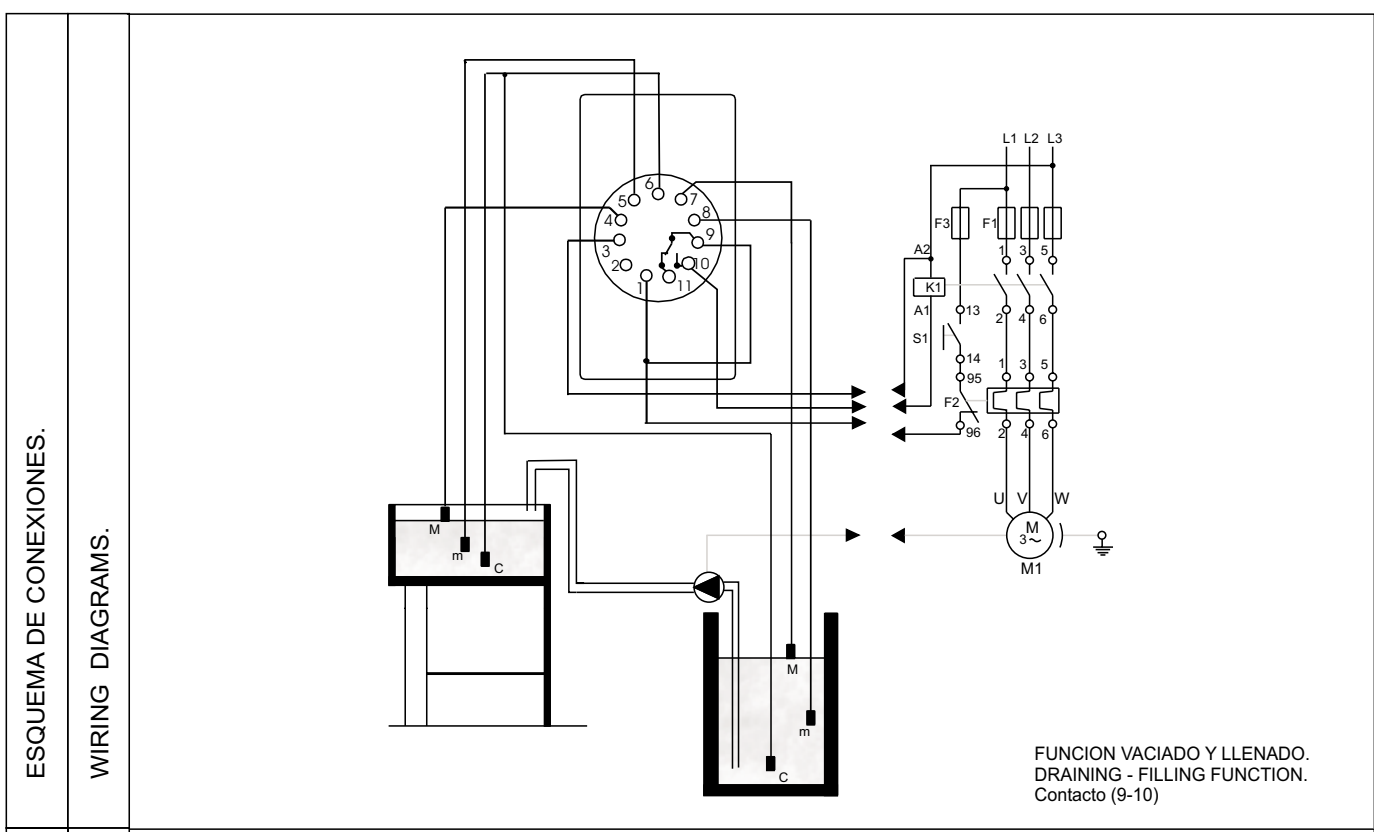 ESQUEMA DE CONEXIONES.
WIRING DIAGRAMS.
L1 L2 L3
6
5 7
4 8
3 9
2 10
1 11
F3 F1
A2 1 3 5
K1
A1 13 2 4 6
S1
14 1 3 5
95
F2
96 2 4 6
U V W
M
3~
M1
M
m
C
M
m
C
FUNCION VACIADO Y LLENADO.
DRAINING - FILLING FUNCTION.
Contacto (9-10)